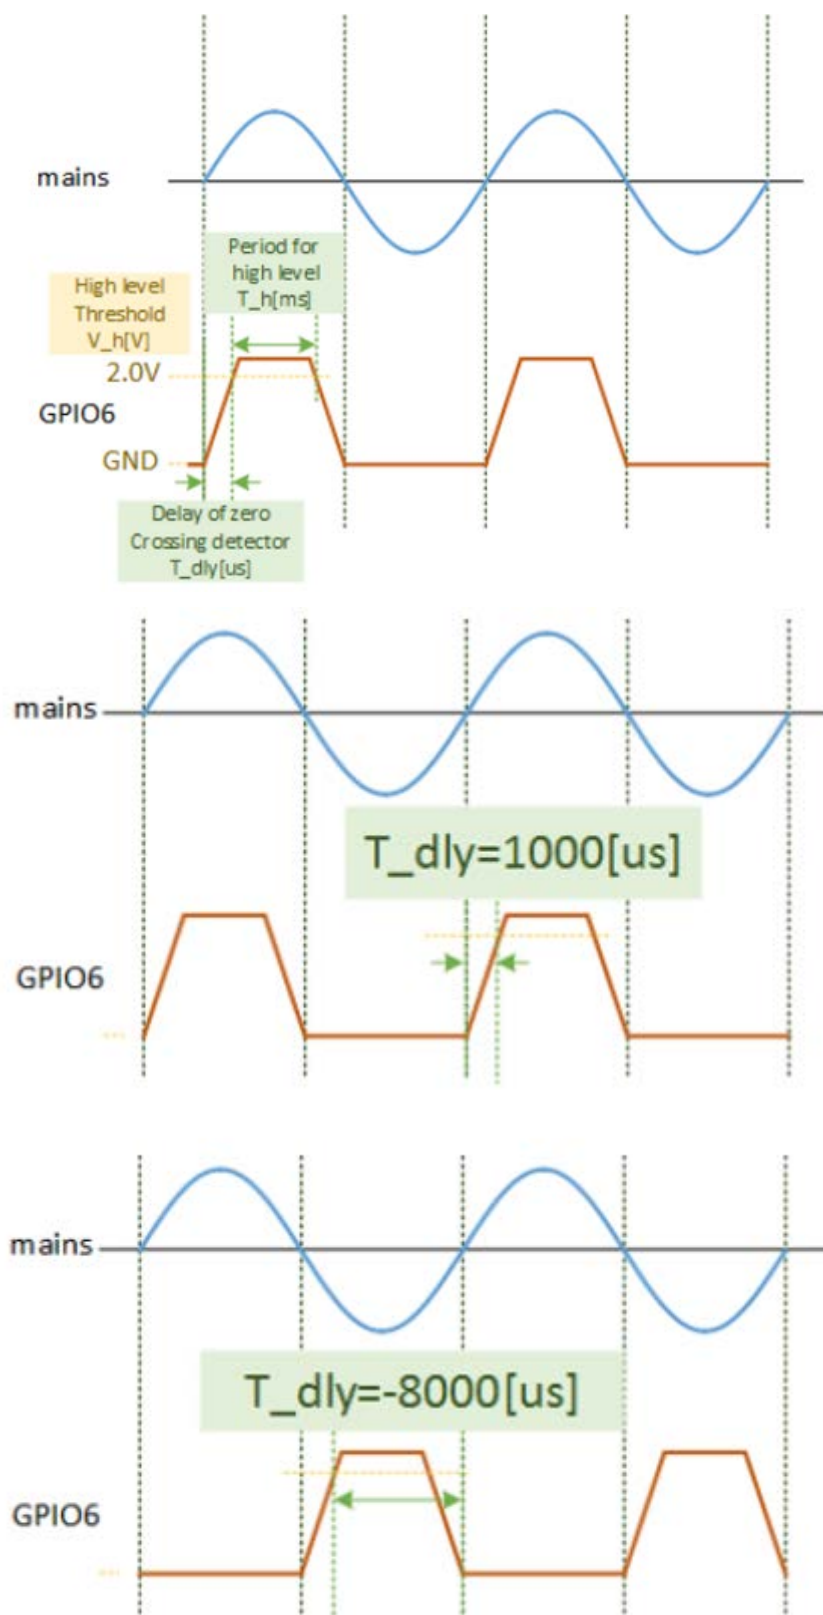 mains
Period for
high level
T_h[ms]
High level
Threshold
V_h[V]
2.0V
GPIO6
GND
Delay of zero
Crossing detector
T_dly[us]
mains
T_dly=1000[us]
GPIO6
mains
T_dly=-8000[us]
GPIO6